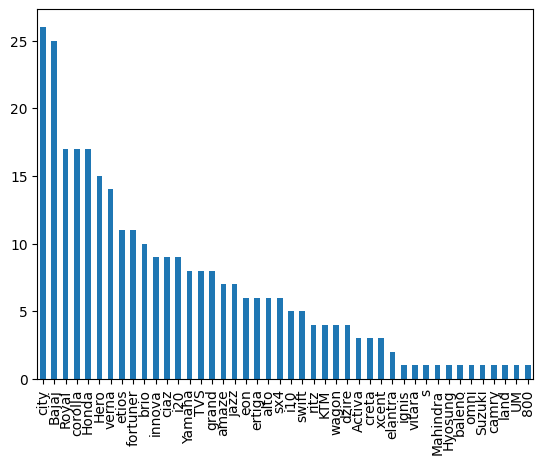 25
20
15
10
5
0
city
Bajaj
Royal
corolla
Honda
Hero
verna
etios
fortuner
brio
innova
ciaz
i20
Yamaha
TVS
grand
amaze
jazz
eon
ertiga
alto
sx4
i10
swift
ritz
KTM
wagon
dzire
Activa
creta
xcent
elantra
ignis
vitara
s
Mahindra
Hyosung
baleno
omni
Suzuki
camry
land
UM
800